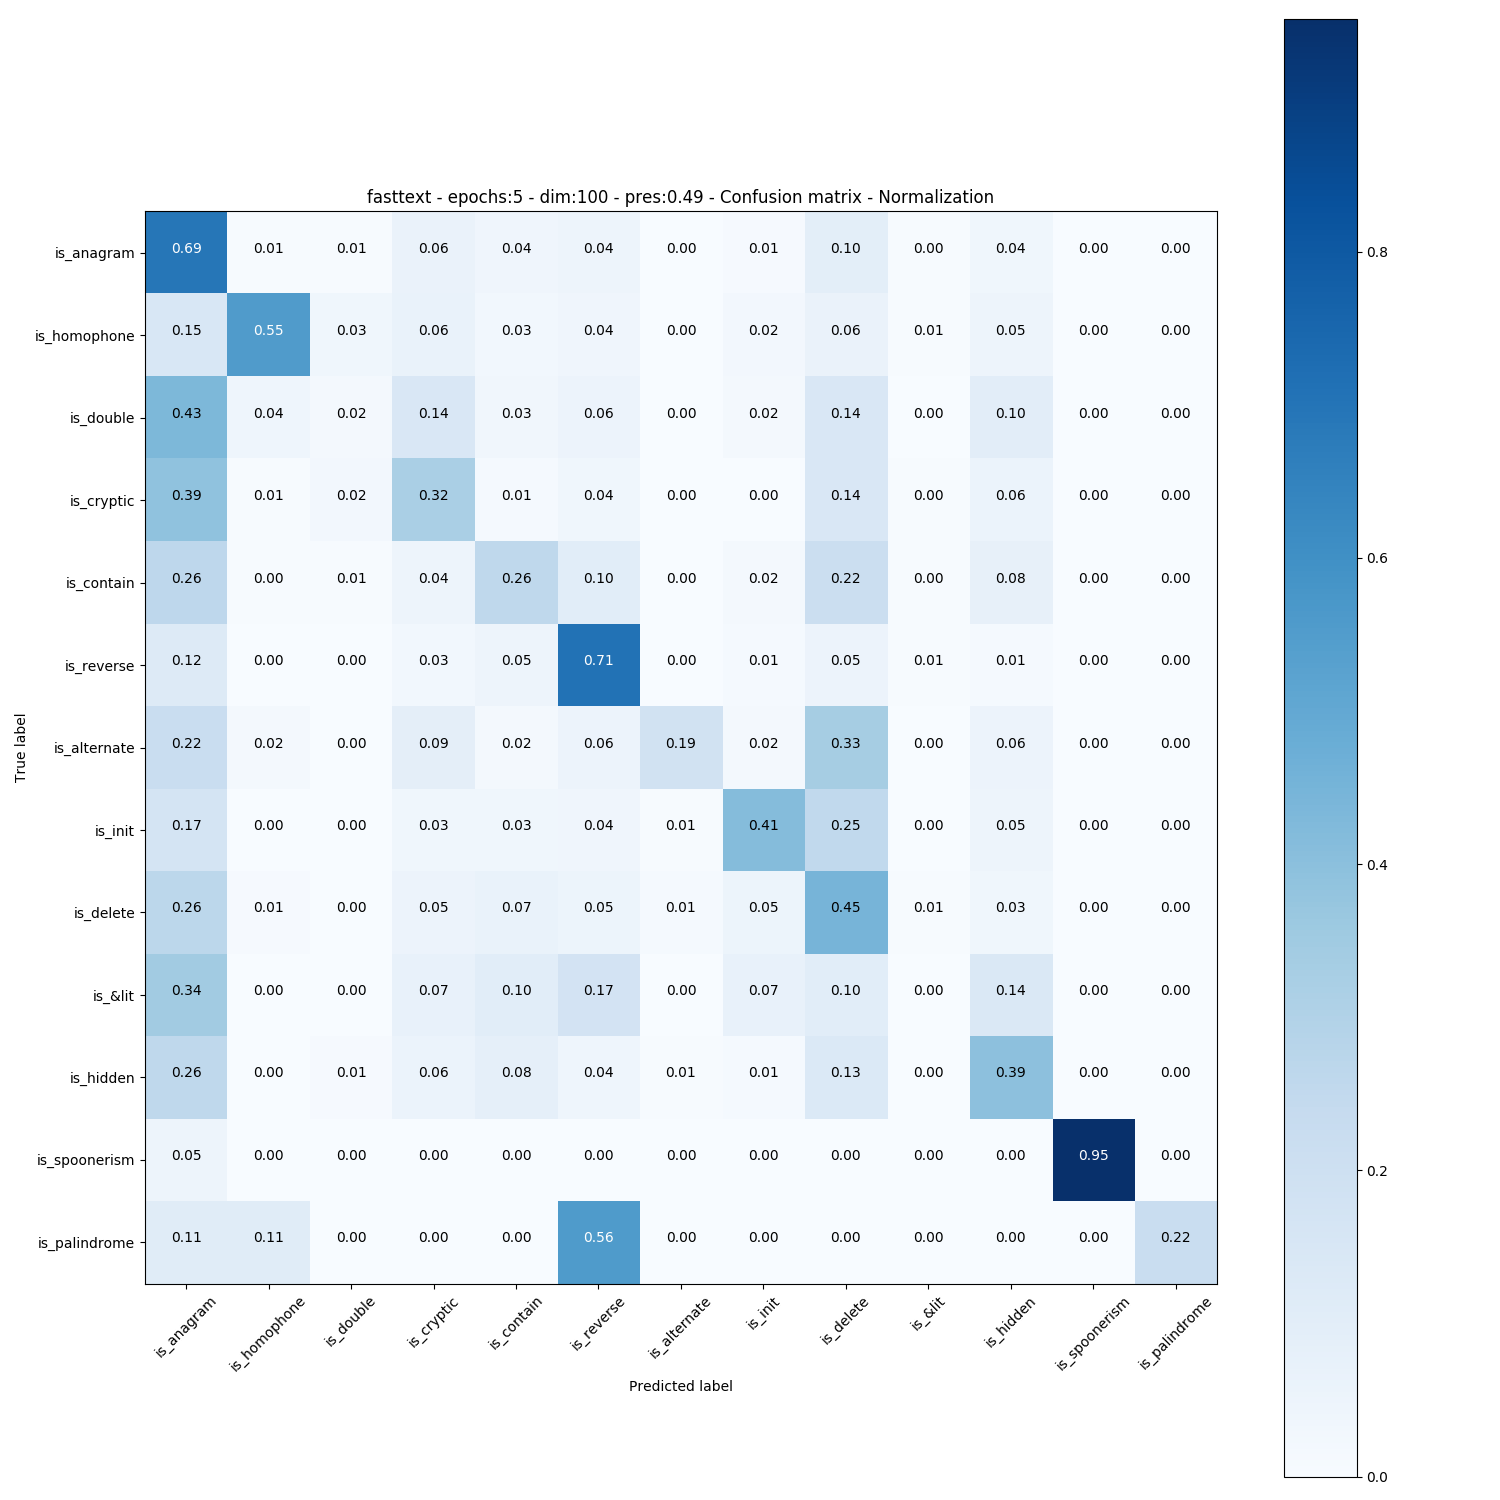 fasttext - epochs:5 - dim:100 - pres:0.49 - Confusion matrix - Normalization
True label
is_anagram 0.69 0.01 0.01 0.06 0.04 0.04 0.00 0.01 0.10 0.00 0.04 0.00 0.00
is_homophone 0.15 0.55 0.03 0.06 0.03 0.04 0.00 0.02 0.06 0.01 0.05 0.00 0.00
is_double 0.43 0.04 0.02 0.14 0.03 0.06 0.00 0.02 0.14 0.00 0.10 0.00 0.00
is_cryptic 0.39 0.01 0.02 0.32 0.01 0.04 0.00 0.00 0.14 0.00 0.06 0.00 0.00
is_contain 0.26 0.00 0.01 0.04 0.26 0.10 0.00 0.02 0.22 0.00 0.08 0.00 0.00
is_reverse 0.12 0.00 0.00 0.03 0.05 0.71 0.00 0.01 0.05 0.01 0.01 0.00 0.00
is_alternate 0.22 0.02 0.00 0.09 0.02 0.06 0.19 0.02 0.33 0.00 0.06 0.00 0.00
is_init 0.17 0.00 0.00 0.03 0.03 0.04 0.01 0.41 0.25 0.00 0.05 0.00 0.00
is_delete 0.26 0.01 0.00 0.05 0.07 0.05 0.01 0.05 0.45 0.01 0.03 0.00 0.00
is_&lit 0.34 0.00 0.00 0.07 0.10 0.17 0.00 0.07 0.10 0.00 0.14 0.00 0.00
is_hidden 0.26 0.00 0.01 0.06 0.08 0.04 0.01 0.01 0.13 0.00 0.39 0.00 0.00
is_spoonerism 0.05 0.00 0.00 0.00 0.00 0.00 0.00 0.00 0.00 0.00 0.00 0.95 0.00
is_palindrome 0.11 0.11 0.00 0.00 0.00 0.56 0.00 0.00 0.00 0.00 0.00 0.00 0.22
is_anagram is_homophone is_double is_cryptic is_contain is_reverse is_alternate is_init is_delete is_&lit is_hidden is_spoonerism is_palindrome
Predicted label
0.8
0.6
0.4
0.2
0.0